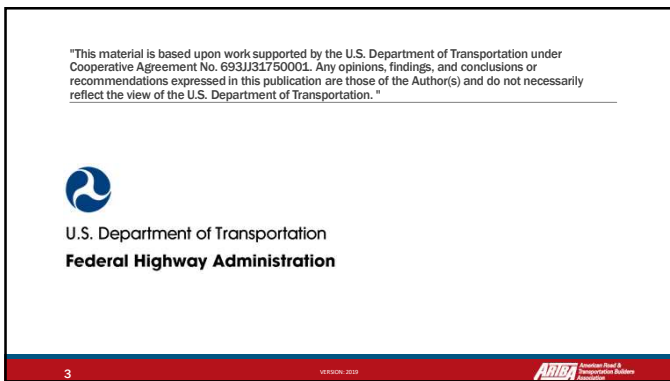 "This material is based upon work supported by the U.S. Department of Transportation under
Cooperative Agreement No. 693JJ31750001. Any opinions, findings, and conclusions or
recommendations expressed in this publication are those of the Author(s) and do not necessarily
reflect the view of the U.S. Department of Transportation. "
U.S. Department of Transportation
Federal Highway Administration
3
VERSION: 2019
ARTBA
American Road &
Transportation Builders
Association